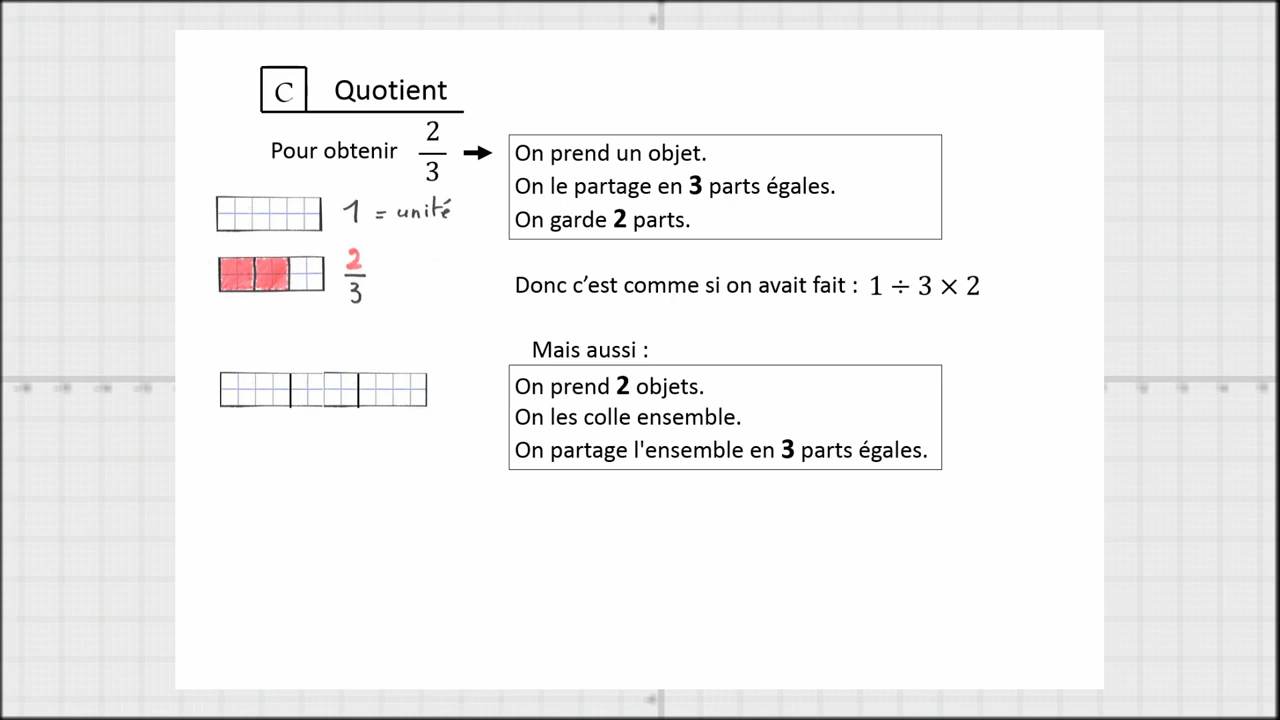 C Quotient
Pour obtenir 2/3 →
On prend un objet.
On le partage en 3 parts égales.
On garde 2 parts.
1 = unité
2/3
Donc c’est comme si on avait fait : 1 ÷ 3 × 2
Mais aussi :
On prend 2 objets.
On les colle ensemble.
On partage l'ensemble en 3 parts égales.